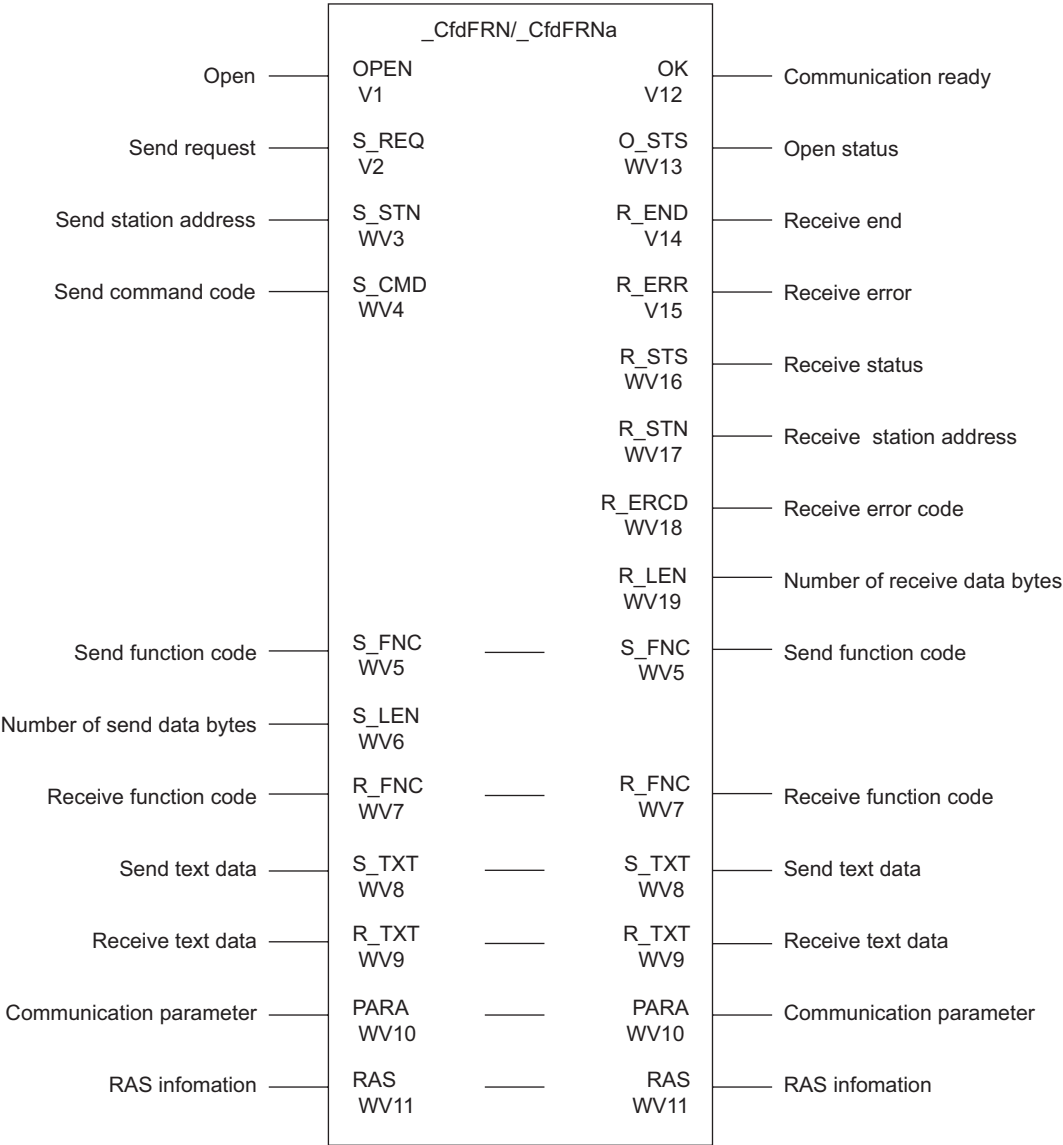 _CfdFRN/_CfdFRNa
Open OPEN OK Communication ready
V1 V12
Send request S_REQ O_STS Open status
V2 WV13
Send station address S_STN R_END Receive end
WV3 V14
Send command code S_CMD R_ERR Receive error
WV4 V15
R_STS Receive status
WV16
R_STN Receive station address
WV17
R_ERCD Receive error code
WV18
R_LEN Number of receive data bytes
WV19
Send function code S_FNC S_FNC Send function code
WV5 WV5
Number of send data bytes S_LEN
WV6
Receive function code R_FNC R_FNC Receive function code
WV7 WV7
Send text data S_TXT S_TXT Send text data
WV8 WV8
Receive text data R_TXT R_TXT Receive text data
WV9 WV9
Communication parameter PARA PARA Communication parameter
WV10 WV10
RAS infomation RAS RAS RAS infomation
WV11 WV11